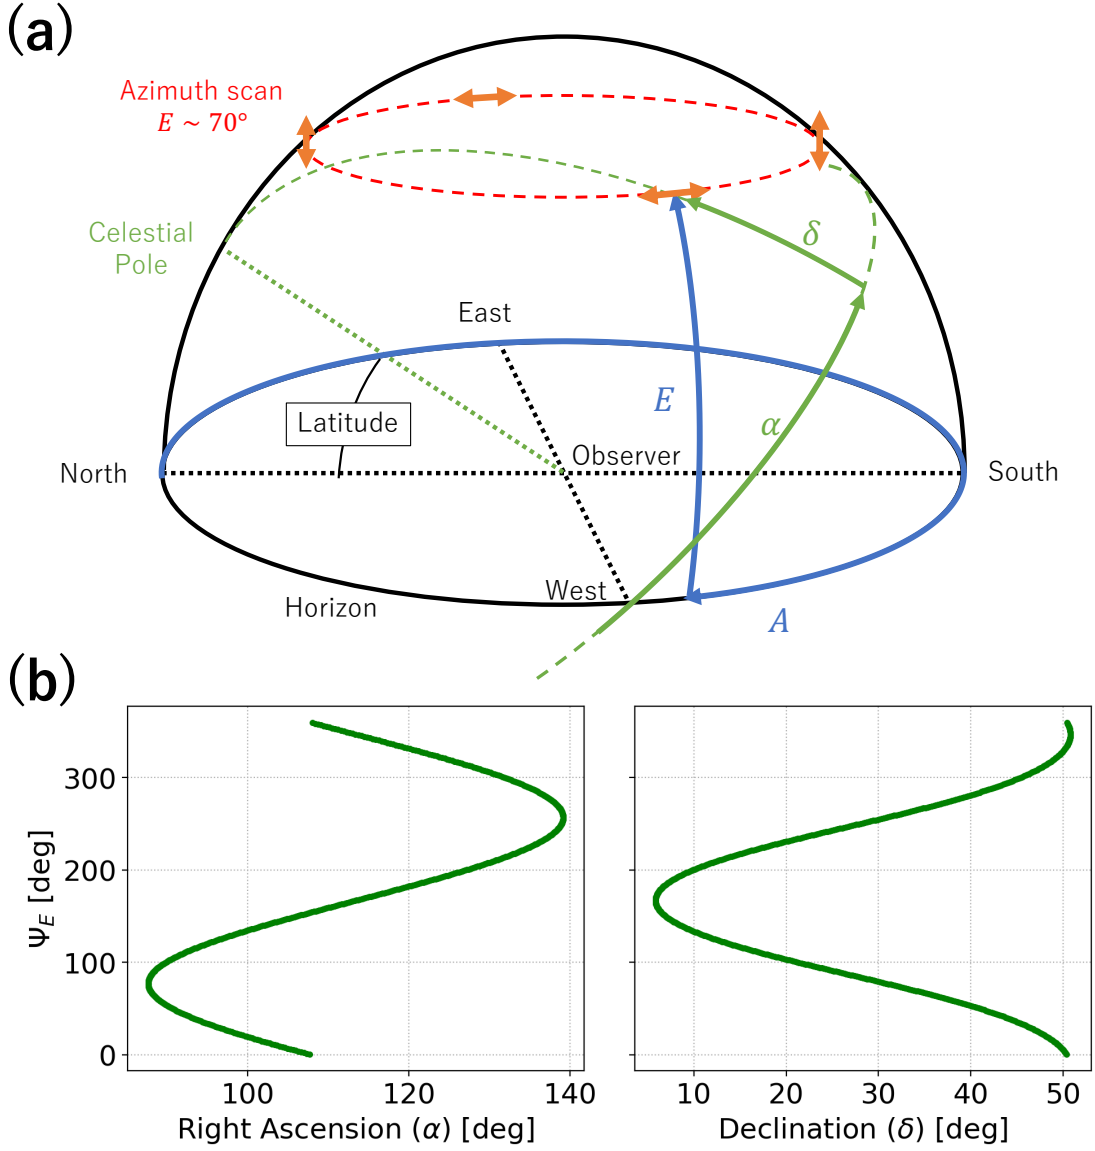 (a)
Azimuth scan
E ~ 70°
Celestial
Pole
δ
East
E
α
Latitude
Observer
North
South
West
Horizon
A
(b)
300
200
100
0
Ψ_E [deg]
100
120
140
10
20
30
40
50
Right Ascension (α) [deg]
Declination (δ) [deg]